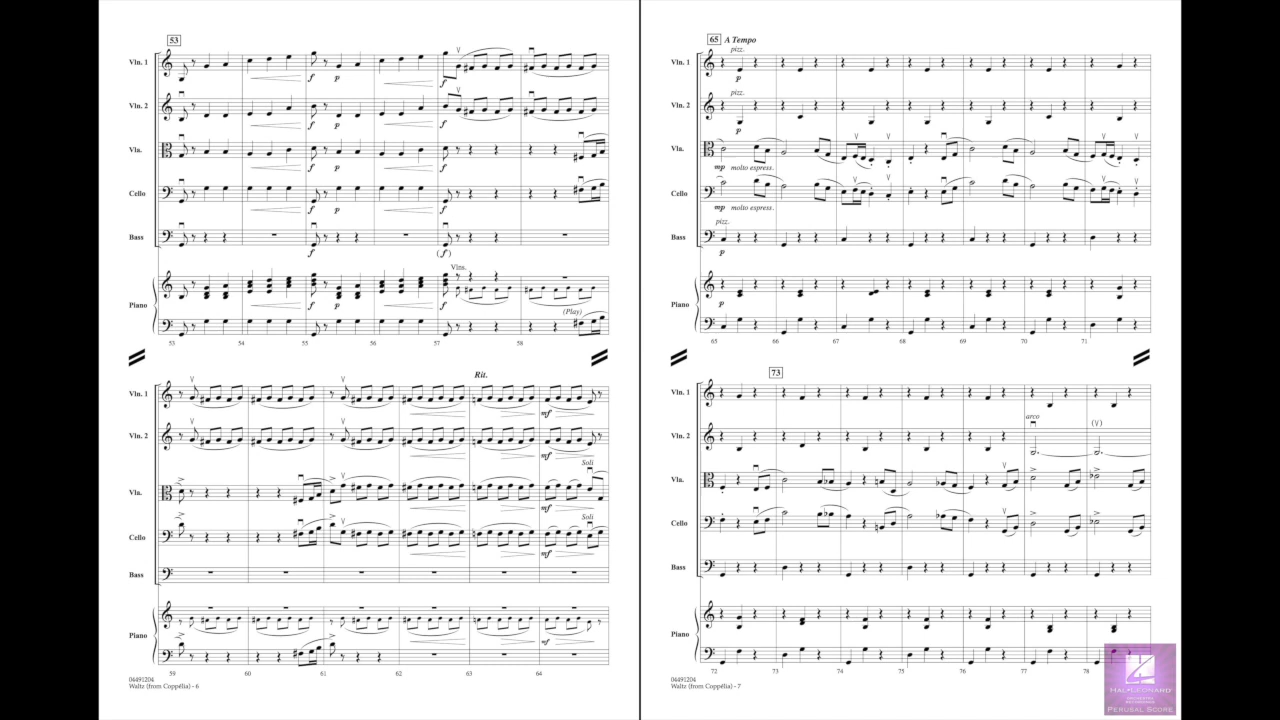 53
Vln. 1
f
p
f
Vln. 2
f
p
f
Vla.
f
p
f
Cello
f
p
f
Bass
f
(f)
Vlns.
Piano
f
p
f
(Play)
53 54 55 56 57 58
Rit.
Vln. 1
mf
Vln. 2
mf
Soli
Vla.
mf
Soli
Cello
mf
Bass
Piano
mf
59 60 61 62 63 64
04491204
Waltz (from Coppélia) - 6
65 A Tempo
pizz.
Vln. 1
p
pizz.
Vln. 2
p
Vla.
mp molto espress.
Cello
mp molto espress.
pizz.
Bass
p
Piano
p
65 66 67 68 69 70 71
73
Vln. 1
arco
Vln. 2
Vla.
Cello
Bass
Piano
72 73 74 75 76 77 78
04491204
Waltz (from Coppélia) - 7
HAL•LEONARD
PERUSAL SCORE